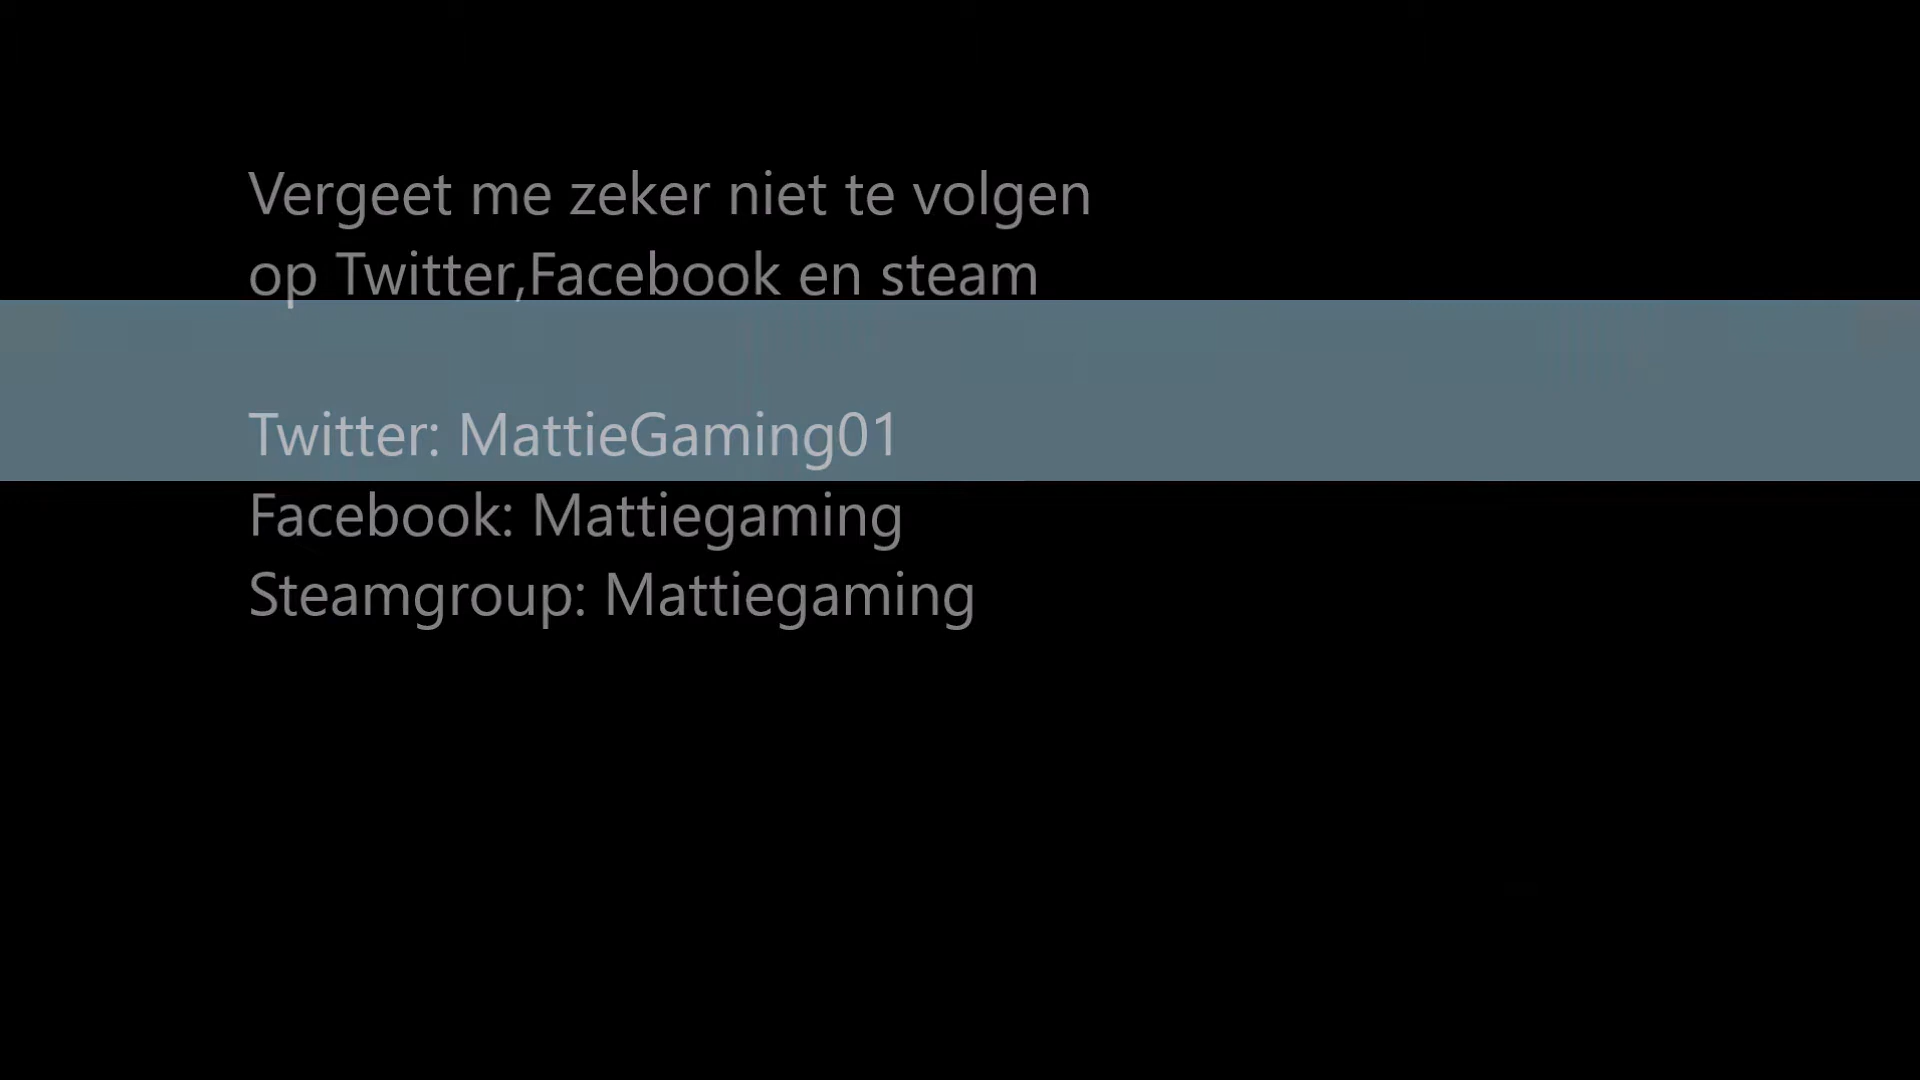 Vergeet me zeker niet te volgen
op Twitter,Facebook en steam
Twitter: MattieGaming01
Facebook: Mattiegaming
Steamgroup: Mattiegaming